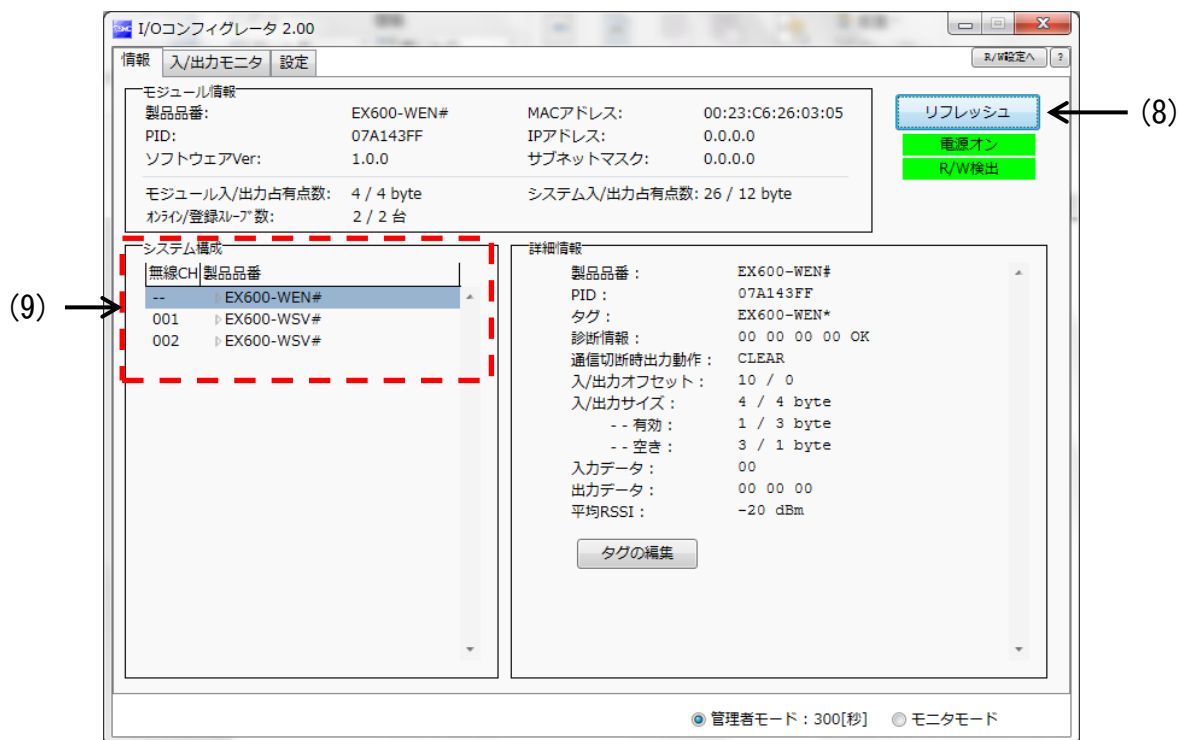 I/Oコンフィグレータ 2.00
情報 入/出力モニタ 設定 R/W設定へ ?
モジュール情報
製品品番: EX600-WEN# MACアドレス: 00:23:C6:26:03:05
PID: 07A143FF IPアドレス: 0.0.0.0
ソフトウェアVer: 1.0.0 サブネットマスク: 0.0.0.0
モジュール入/出力占有点数: 4 / 4 byte システム入/出力占有点数: 26 / 12 byte
オンライン/登録スレーブ数: 2 / 2 台
リフレッシュ
(8)
電源オン
R/W検出
システム構成
無線CH 製品品番
-- EX600-WEN#
001 EX600-WSV#
002 EX600-WSV#
(9)
詳細情報
製品品番: EX600-WEN#
PID: 07A143FF
タグ: EX600-WEN*
診断情報: 00 00 00 00 OK
通信切断時出力動作: CLEAR
入/出力オフセット: 10 / 0
入/出力サイズ: 4 / 4 byte
--有効: 1 / 3 byte
--空き: 3 / 1 byte
入力データ: 00
出力データ: 00 00 00
平均RSSI: -20 dBm
タグの編集
管理者モード:300[秒] モニタモード